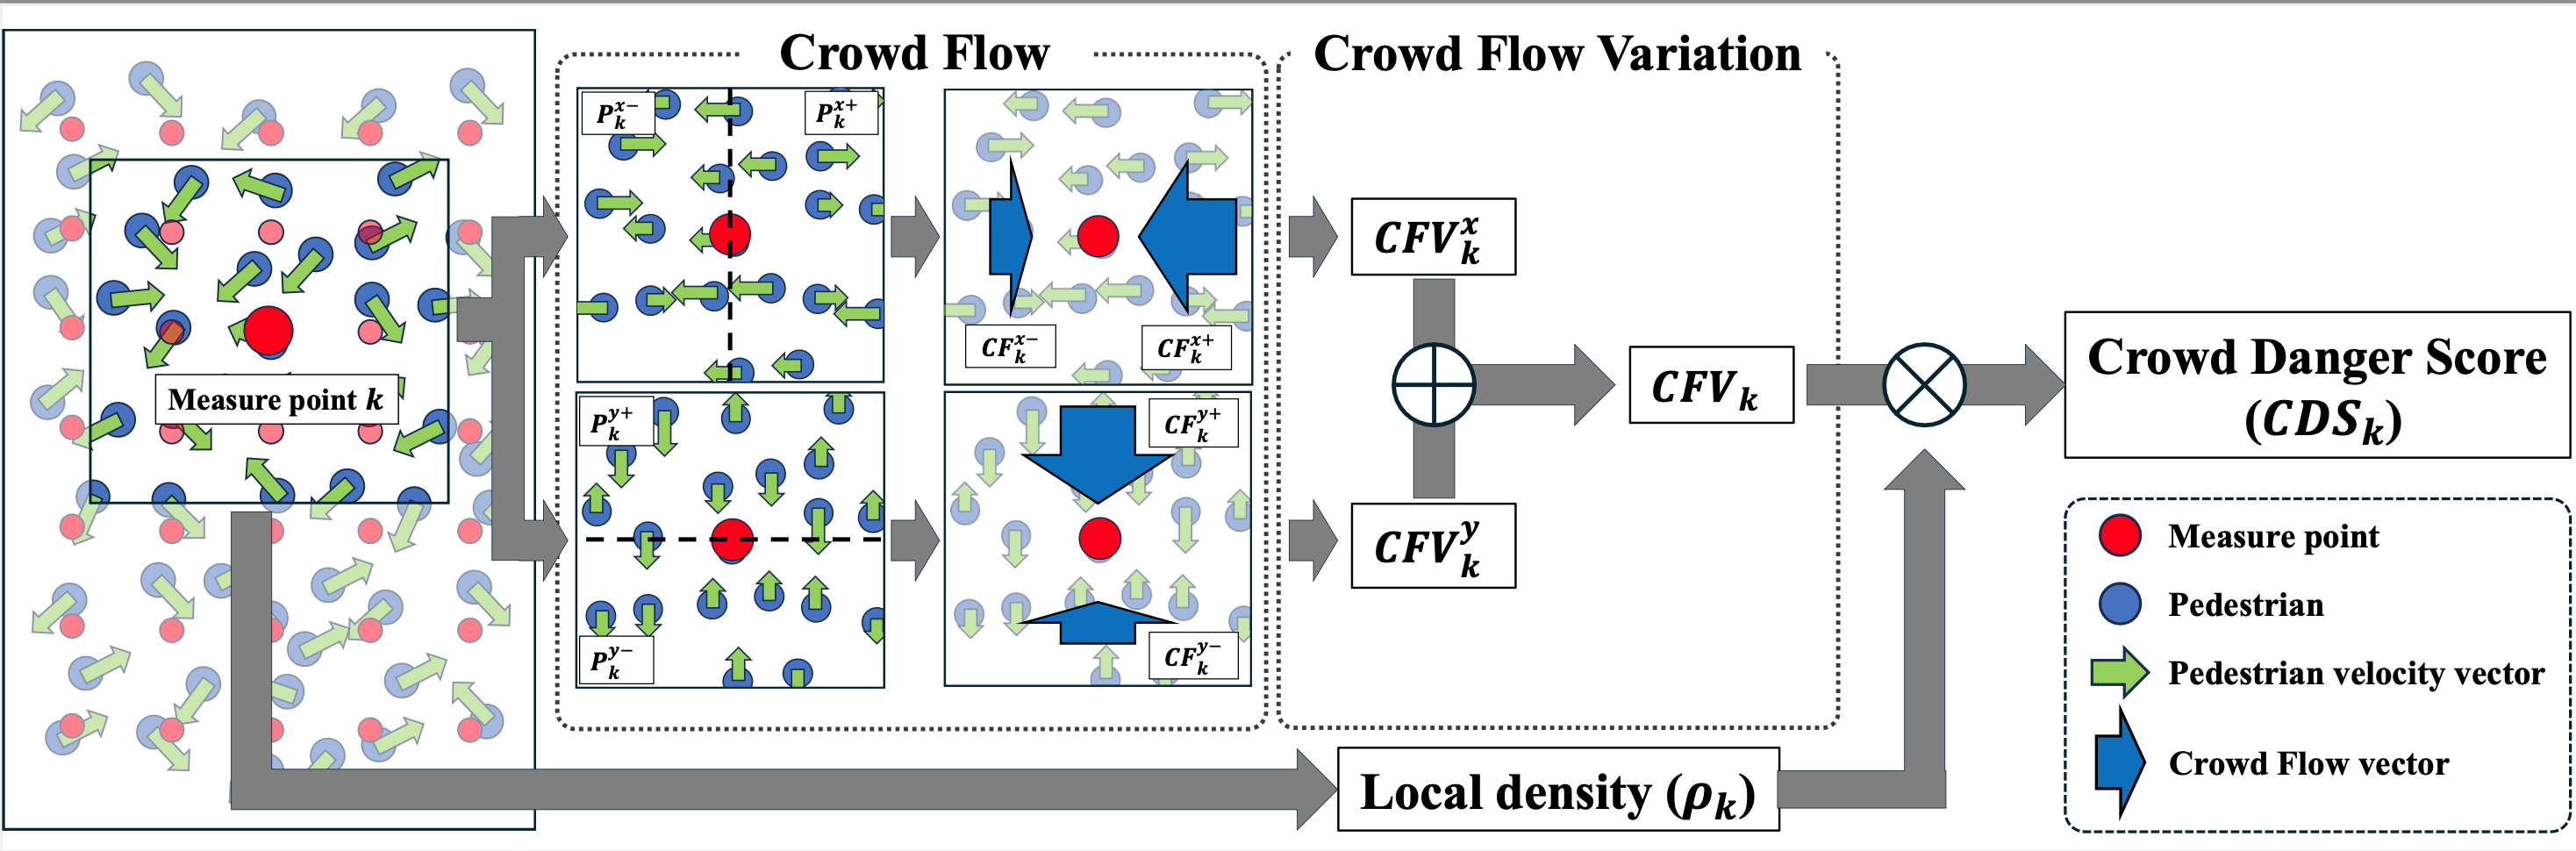 Crowd Flow
Crowd Flow Variation
Measure point k
P_k^{x-}
P_k^{x+}
CF_k^{x-}
CF_k^{x+}
P_k^{y+}
P_k^{y-}
CF_k^{y+}
CF_k^{y-}
CFV_k^x
CFV_k^y
CFV_k
Local density (ρ_k)
Crowd Danger Score
(CDS_k)
Measure point
Pedestrian
Pedestrian velocity vector
Crowd Flow vector